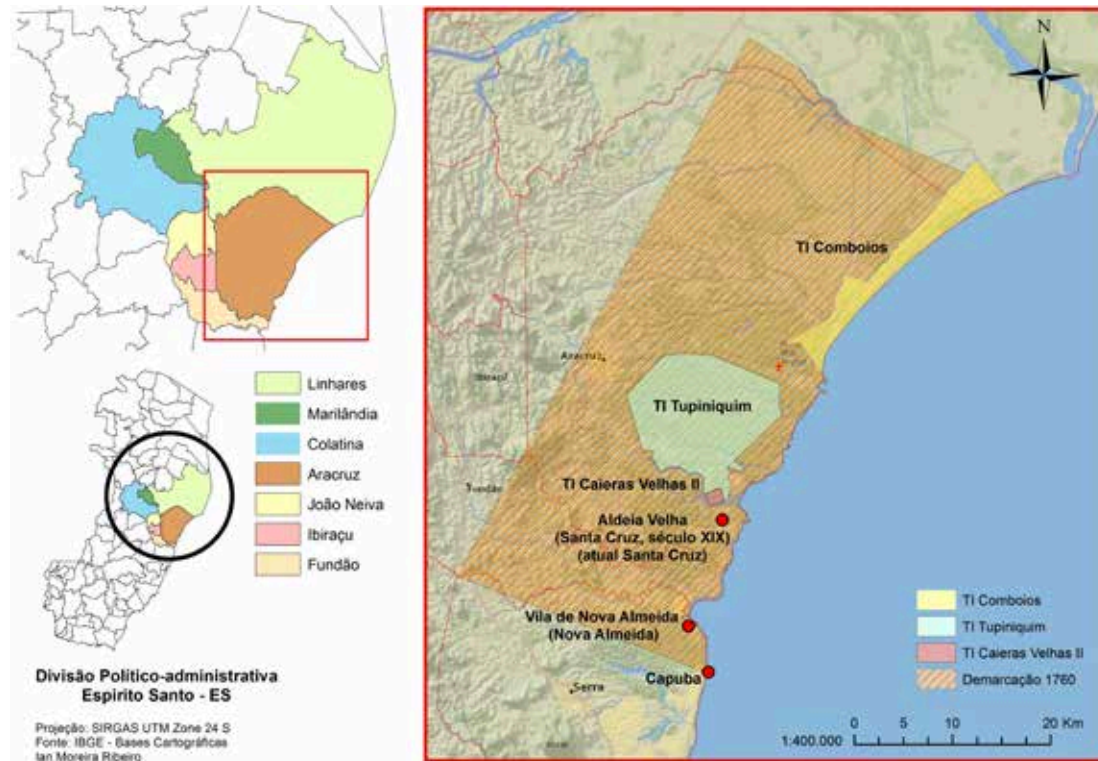 Linhares
Marilândia
Colatina
Aracruz
João Neiva
Ibiraçu
Fundão
Divisão Político-administrativa
Espirito Santo - ES
Projeção: SIRGAS UTM Zone 24 S
Fonte: IBGE - Bases Cartográficas
Ian Moreira Ribeiro
N
TI Comboios
Aracruz
TI Tupiniquim
Fundão
TI Caieras Velhas II
Aldeia Velha
(Santa Cruz, século XIX)
(atual Santa Cruz)
Vila de Nova Almeida
(Nova Almeida)
Capuba
Serra
TI Comboios
TI Tupiniquim
TI Caieras Velhas II
Demarcação 1760
0 5 10 20 Km
1:400.000